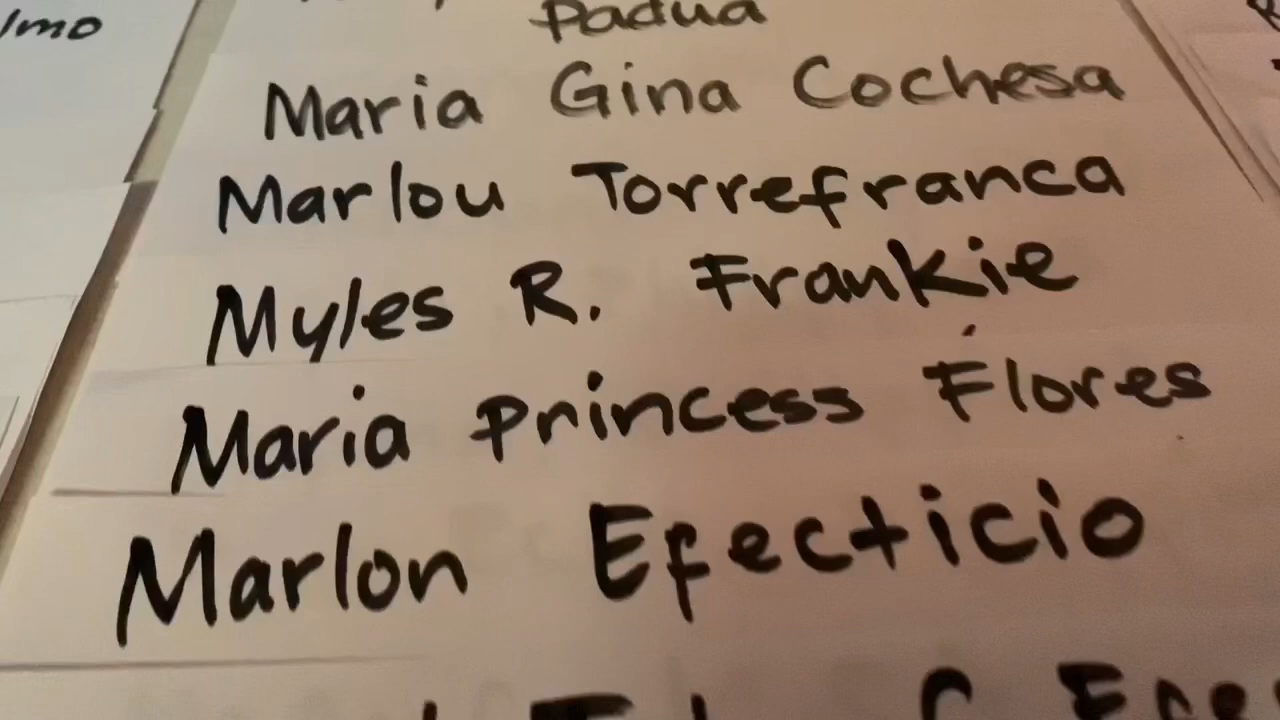 Padua
Maria Gina Cochesa
Marlou Torrefranca
Myles R. Frankie
Maria Princess Flores
Marlon Efecticio